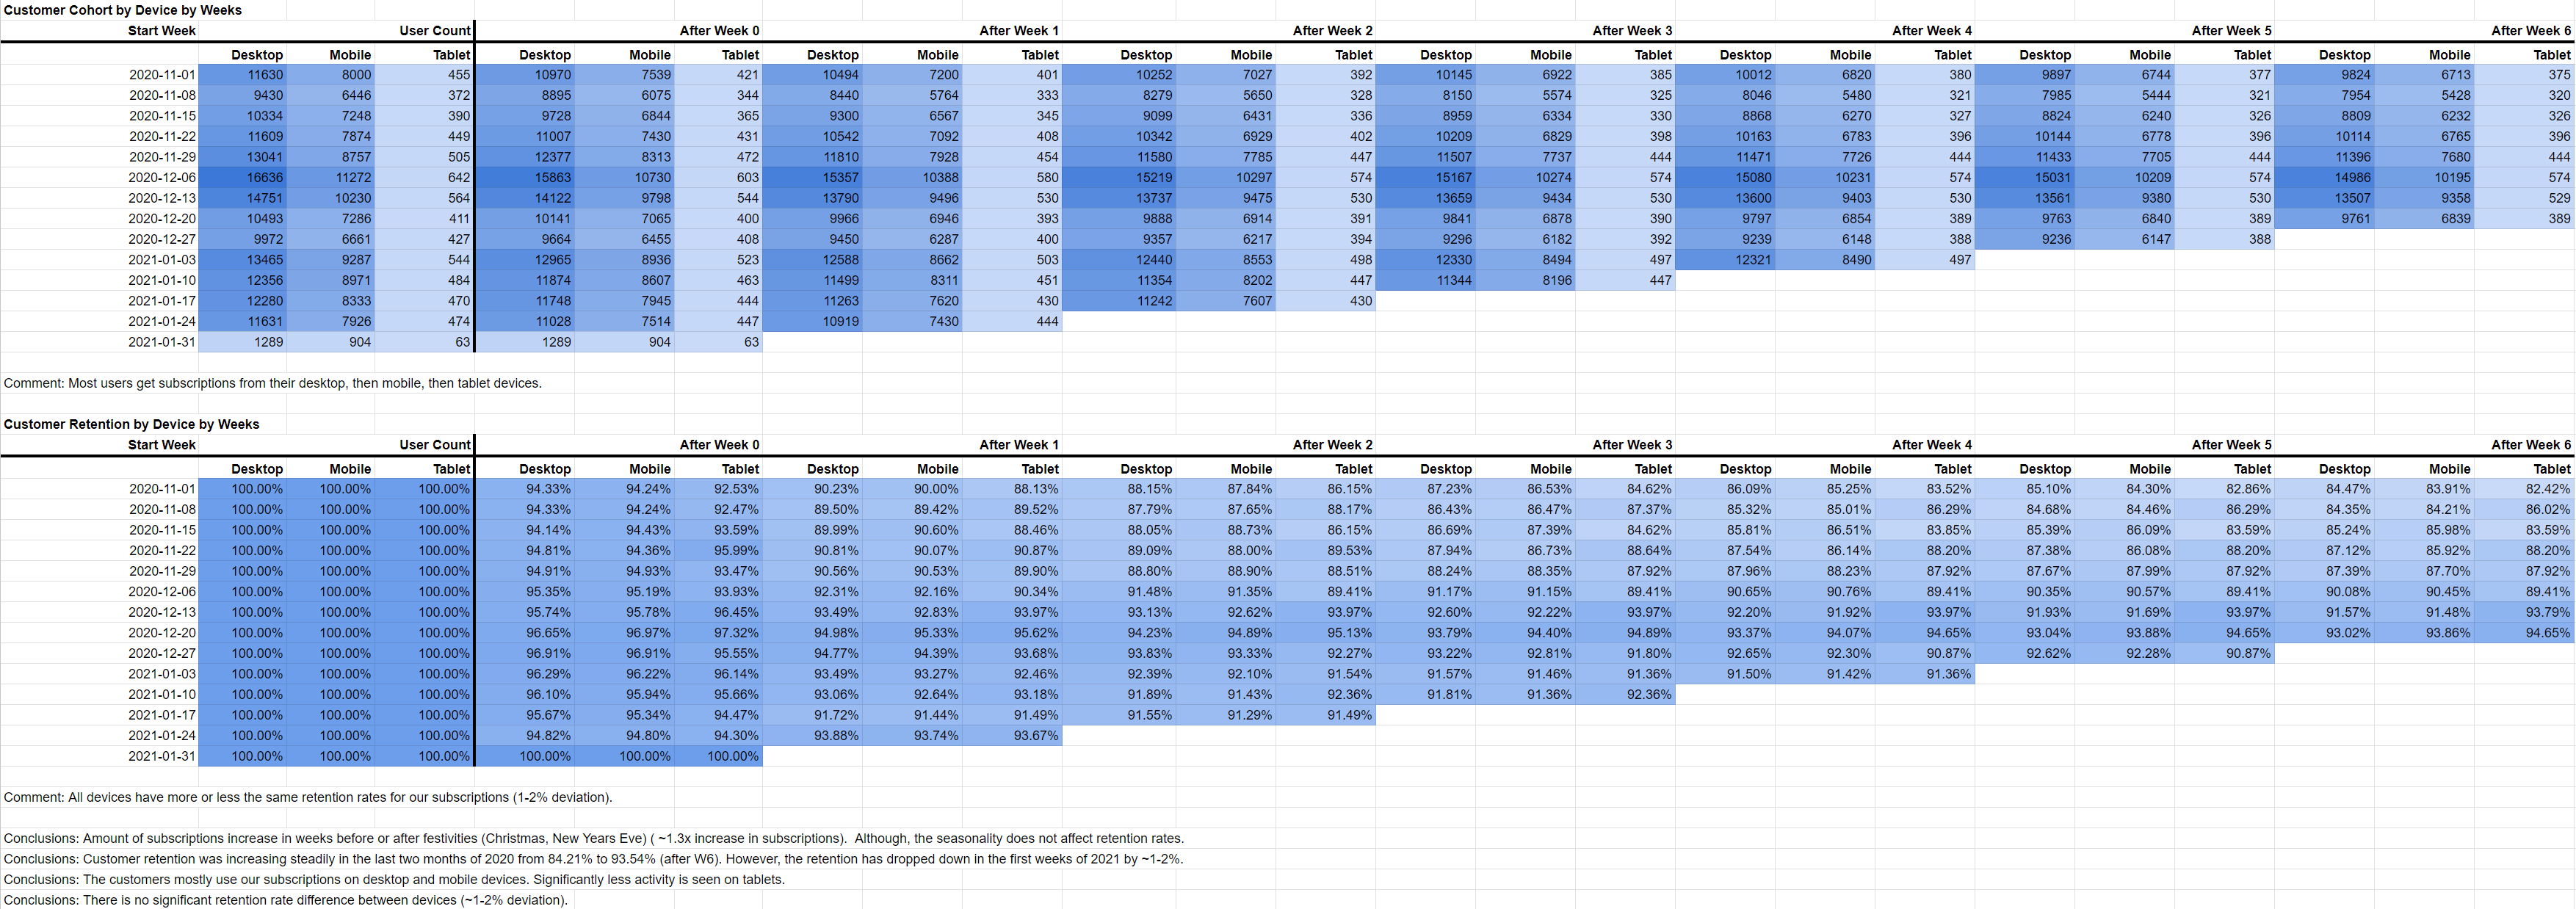 Customer Cohort by Device by Weeks
Start Week User Count After Week 0 After Week 1 After Week 2 After Week 3 After Week 4 After Week 5 After Week 6
Desktop Mobile Tablet Desktop Mobile Tablet Desktop Mobile Tablet Desktop Mobile Tablet Desktop Mobile Tablet Desktop Mobile Tablet Desktop Mobile Tablet Desktop Mobile Tablet
2020-11-01 11630 8000 455 10970 7539 421 10494 7200 401 10252 7027 392 10145 6922 385 10012 6820 380 9897 6744 377 9824 6713 375
2020-11-08 9430 6446 372 8895 6075 344 8440 5764 333 8279 5650 328 8150 5574 325 8046 5480 321 7985 5444 321 7954 5428 320
2020-11-15 10334 7248 390 9728 6844 365 9300 6567 345 9099 6431 336 8959 6334 330 8868 6270 327 8824 6240 326 8809 6232 326
2020-11-22 11609 7874 449 11007 7430 431 10542 7092 408 10342 6929 402 10209 6829 398 10163 6783 396 10144 6778 396 10114 6765 396
2020-11-29 13041 8757 505 12377 8313 472 11810 7928 454 11580 7785 447 11507 7737 444 11471 7726 444 11433 7705 444 11396 7680 444
2020-12-06 16636 11272 642 15863 10730 603 15357 10388 580 15219 10297 574 15167 10274 574 15080 10231 574 15031 10209 574 14986 10195 574
2020-12-13 14751 10230 564 14122 9798 544 13790 9496 530 13737 9475 530 13659 9434 530 13600 9403 530 13561 9380 530 13507 9358 529
2020-12-20 10493 7286 411 10141 7065 400 9966 6946 393 9888 6914 391 9841 6878 390 9797 6854 389 9763 6840 389 9761 6839 389
2020-12-27 9972 6661 427 9664 6455 408 9450 6287 400 9357 6217 394 9296 6182 392 9239 6148 388 9236 6147 388
2021-01-03 13465 9287 544 12965 8936 523 12588 8662 503 12440 8553 498 12330 8494 497 12321 8490 497
2021-01-10 12356 8971 484 11874 8607 463 11499 8311 451 11354 8202 447 11344 8196 447
2021-01-17 12280 8333 470 11748 7945 444 11263 7620 430 11242 7607 430
2021-01-24 11631 7926 474 11028 7514 447 10919 7430 444
2021-01-31 1289 904 63 1289 904 63
Comment: Most users get subscriptions from their desktop, then mobile, then tablet devices.
Customer Retention by Device by Weeks
Start Week User Count After Week 0 After Week 1 After Week 2 After Week 3 After Week 4 After Week 5 After Week 6
Desktop Mobile Tablet Desktop Mobile Tablet Desktop Mobile Tablet Desktop Mobile Tablet Desktop Mobile Tablet Desktop Mobile Tablet Desktop Mobile Tablet Desktop Mobile Tablet
2020-11-01 100.00% 100.00% 100.00% 94.33% 94.24% 92.53% 90.23% 90.00% 88.13% 88.15% 87.84% 86.15% 87.23% 86.53% 84.62% 86.09% 85.25% 83.52% 85.10% 84.30% 82.86% 84.47% 83.91% 82.42%
2020-11-08 100.00% 100.00% 100.00% 94.33% 94.24% 92.47% 89.50% 89.42% 89.52% 87.79% 87.65% 88.17% 86.43% 86.47% 87.37% 85.32% 85.01% 86.29% 84.68% 84.46% 86.29% 84.35% 84.21% 86.02%
2020-11-15 100.00% 100.00% 100.00% 94.14% 94.43% 93.59% 89.99% 90.60% 88.46% 88.05% 88.73% 86.15% 86.69% 87.39% 84.62% 85.81% 86.51% 83.85% 85.39% 86.09% 83.59% 85.24% 85.98% 83.59%
2020-11-22 100.00% 100.00% 100.00% 94.81% 94.36% 95.99% 90.81% 90.07% 90.87% 89.09% 88.00% 89.53% 87.94% 86.73% 88.64% 87.54% 86.14% 88.20% 87.38% 86.08% 88.20% 87.12% 85.92% 88.20%
2020-11-29 100.00% 100.00% 100.00% 94.91% 94.93% 93.47% 90.56% 90.53% 89.90% 88.80% 88.90% 88.51% 88.24% 88.35% 87.92% 87.96% 88.23% 87.92% 87.67% 87.99% 87.92% 87.39% 87.70% 87.92%
2020-12-06 100.00% 100.00% 100.00% 95.35% 95.19% 93.93% 92.31% 92.16% 90.34% 91.48% 91.35% 89.41% 91.17% 91.15% 89.41% 90.65% 90.76% 89.41% 90.35% 90.57% 89.41% 90.08% 90.45% 89.41%
2020-12-13 100.00% 100.00% 100.00% 95.74% 95.78% 96.45% 93.49% 92.83% 93.97% 93.13% 92.62% 93.97% 92.60% 92.22% 93.97% 92.20% 91.92% 93.97% 91.93% 91.69% 93.97% 91.57% 91.48% 93.79%
2020-12-20 100.00% 100.00% 100.00% 96.65% 96.97% 97.32% 94.98% 95.33% 95.62% 94.23% 94.89% 95.13% 93.79% 94.40% 94.89% 93.37% 94.07% 94.65% 93.04% 93.88% 94.65% 93.02% 93.86% 94.65%
2020-12-27 100.00% 100.00% 100.00% 96.91% 96.91% 95.55% 94.77% 94.39% 93.68% 93.83% 93.33% 92.27% 93.22% 92.81% 91.80% 92.65% 92.30% 90.87% 92.62% 92.28% 90.87%
2021-01-03 100.00% 100.00% 100.00% 96.29% 96.22% 96.14% 93.49% 93.27% 92.46% 92.39% 92.10% 91.54% 91.57% 91.46% 91.36% 91.50% 91.42% 91.36%
2021-01-10 100.00% 100.00% 100.00% 96.10% 95.94% 95.66% 93.06% 92.64% 93.18% 91.89% 91.43% 92.36% 91.81% 91.36% 92.36%
2021-01-17 100.00% 100.00% 100.00% 95.67% 95.34% 94.47% 91.72% 91.44% 91.49% 91.55% 91.29% 91.49%
2021-01-24 100.00% 100.00% 100.00% 94.82% 94.80% 94.30% 93.88% 93.74% 93.67%
2021-01-31 100.00% 100.00% 100.00% 100.00% 100.00% 100.00%
Comment: All devices have more or less the same retention rates for our subscriptions (1-2% deviation).
Conclusions: Amount of subscriptions increase in weeks before or after festivities (Christmas, New Years Eve) ( ~1.3x increase in subscriptions).  Although, the seasonality does not affect retention rates.
Conclusions: Customer retention was increasing steadily in the last two months of 2020 from 84.21% to 93.54% (after W6). However, the retention has dropped down in the first weeks of 2021 by ~1-2%.
Conclusions: The customers mostly use our subscriptions on desktop and mobile devices. Significantly less activity is seen on tablets.
Conclusions: There is no significant retention rate difference between devices (~1-2% deviation).